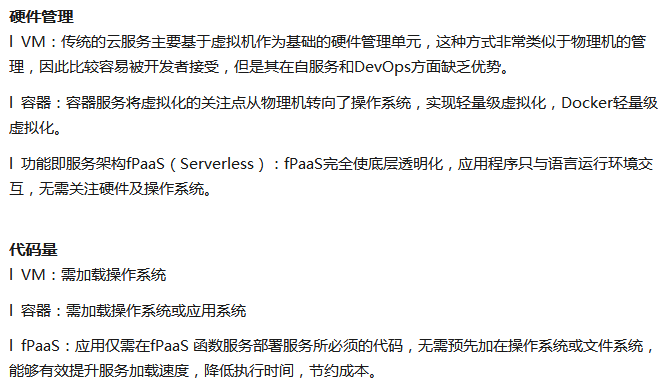 硬件管理
l VM：传统的云服务主要基于虚拟机作为基础的硬件管理单元，这种方式非常类似于物理机的管
理，因此比较容易被开发者接受，但是其在自服务和DevOps方面缺乏优势。
l 容器：容器服务将虚拟化的关注点从物理机转向了操作系统，实现轻量级虚拟化，Docker轻量级
虚拟化。
l 功能即服务架构fPaaS（Serverless）：fPaaS完全使底层透明化，应用程序只与语言运行环境交
互，无需关注硬件及操作系统。
代码量
l VM：需加载操作系统
l 容器：需加载操作系统或应用系统
l fPaaS：应用仅需在fPaaS 函数服务部署服务所必须的代码，无需预先加在操作系统或文件系统，
能够有效提升服务加载速度，降低执行时间，节约成本。